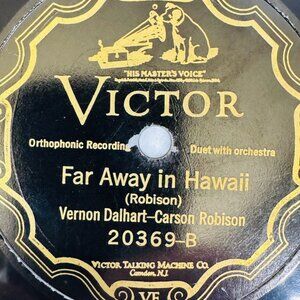 "HIS MASTER'S VOICE"
VICTOR
Orthophonic Recording
Duet with orchestra
Far Away in Hawaii
(Robison)
Vernon Dalhart–Carson Robison
20369-B
VICTOR TALKING MACHINE CO.
Camden, N.J.
VE